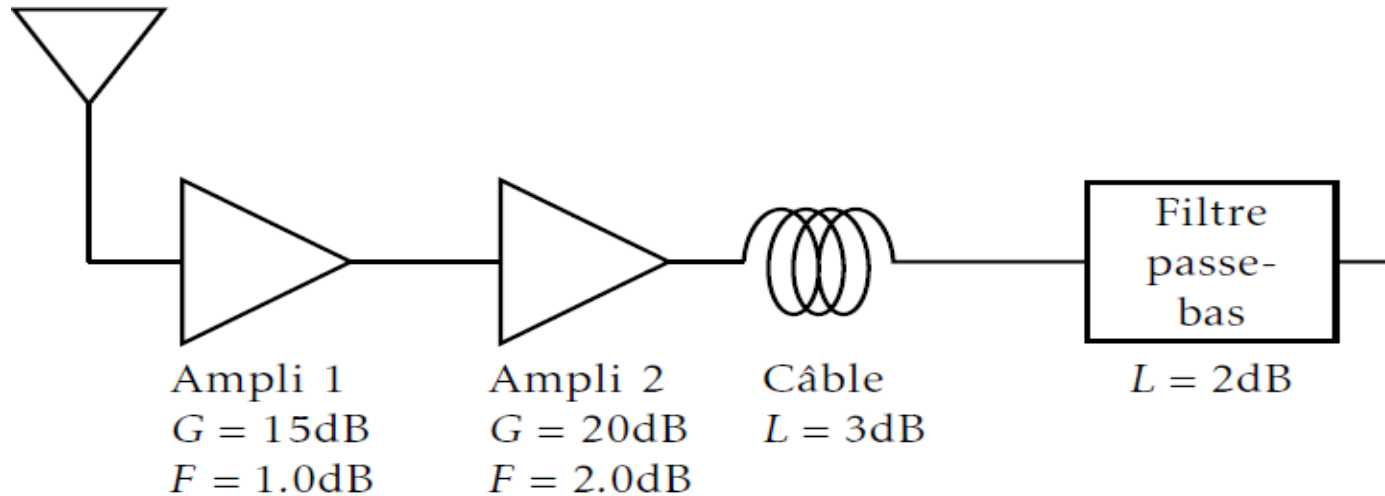 Filtre
passe-
bas
Ampli 1
G = 15dB
F = 1.0dB
Ampli 2
G = 20dB
F = 2.0dB
Câble
L = 3dB
L = 2dB